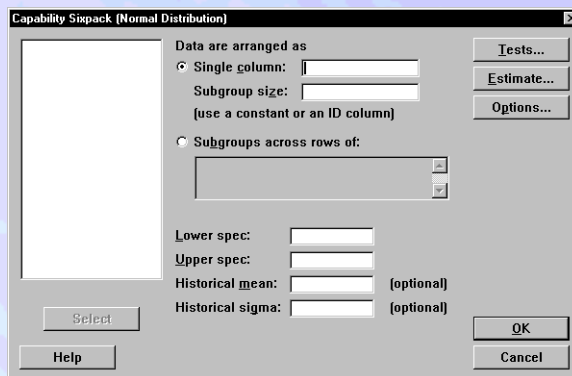 Capability Sixpack (Normal Distribution)
Data are arranged as
Single column:
Subgroup size:
(use a constant or an ID column)
Subgroups across rows of:
Lower spec:
Upper spec:
Historical mean: (optional)
Historical sigma: (optional)
Select
Help
Tests...
Estimate...
Options...
OK
Cancel